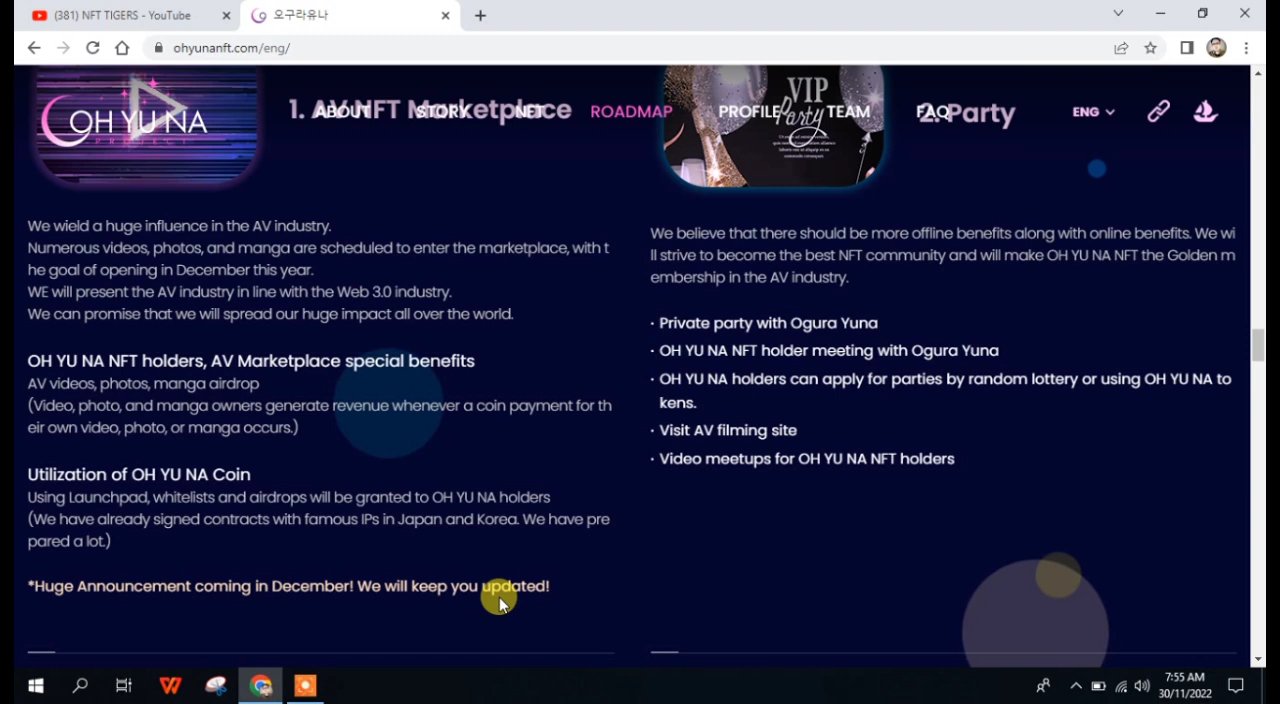 (381) NFT TIGERS - YouTube
오구라유나
ohyunanft.com/eng/
OH YU NA
PROJECT
1. AV NFT Marketplace
ABOUT STORY NFT ROADMAP PROFILE TEAM FAQ ENG
VIP
Party
2. Party
We wield a huge influence in the AV industry.
Numerous videos, photos, and manga are scheduled to enter the marketplace, with t
he goal of opening in December this year.
WE will present the AV industry in line with the Web 3.0 industry.
We can promise that we will spread our huge impact all over the world.
OH YU NA NFT holders, AV Marketplace special benefits
AV videos, photos, manga airdrop
(Video, photo, and manga owners generate revenue whenever a coin payment for th
eir own video, photo, or manga occurs.)
Utilization of OH YU NA Coin
Using Launchpad, whitelists and airdrops will be granted to OH YU NA holders
(We have already signed contracts with famous IPs in Japan and Korea. We have pre
pared a lot.)
*Huge Announcement coming in December! We will keep you updated!
We believe that there should be more offline benefits along with online benefits. We wi
ll strive to become the best NFT community and will make OH YU NA NFT the Golden m
embership in the AV industry.
· Private party with Ogura Yuna
· OH YU NA NFT holder meeting with Ogura Yuna
· OH YU NA holders can apply for parties by random lottery or using OH YU NA to
kens.
· Visit AV filming site
· Video meetups for OH YU NA NFT holders
7:55 AM
30/11/2022